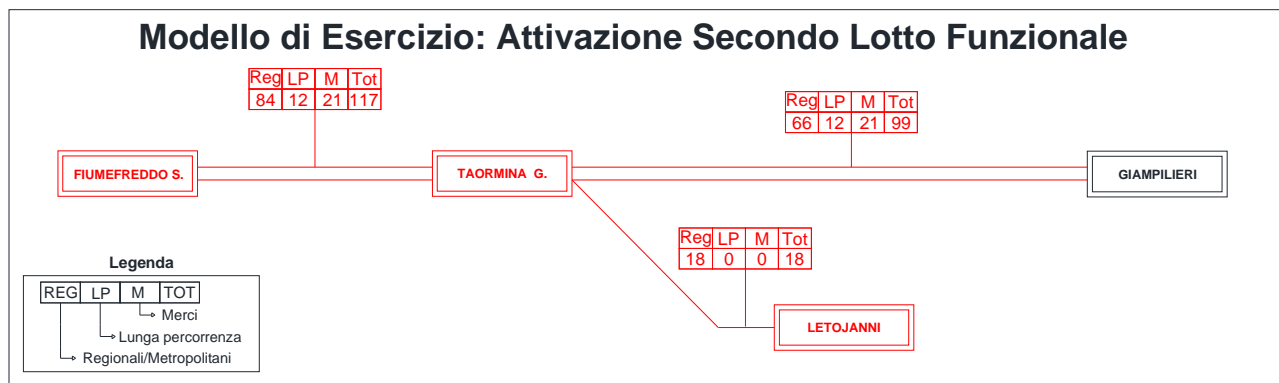 Modello di Esercizio: Attivazione Secondo Lotto Funzionale
Reg LP M Tot
84 12 21 117
Reg LP M Tot
66 12 21 99
FIUMEFREDDO S.
TAORMINA G.
GIAMPILIERI
Reg LP M Tot
18 0 0 18
LETOJANNI
Legenda
REG LP M TOT
Merci
Lunga percorrenza
Regionali/Metropolitani